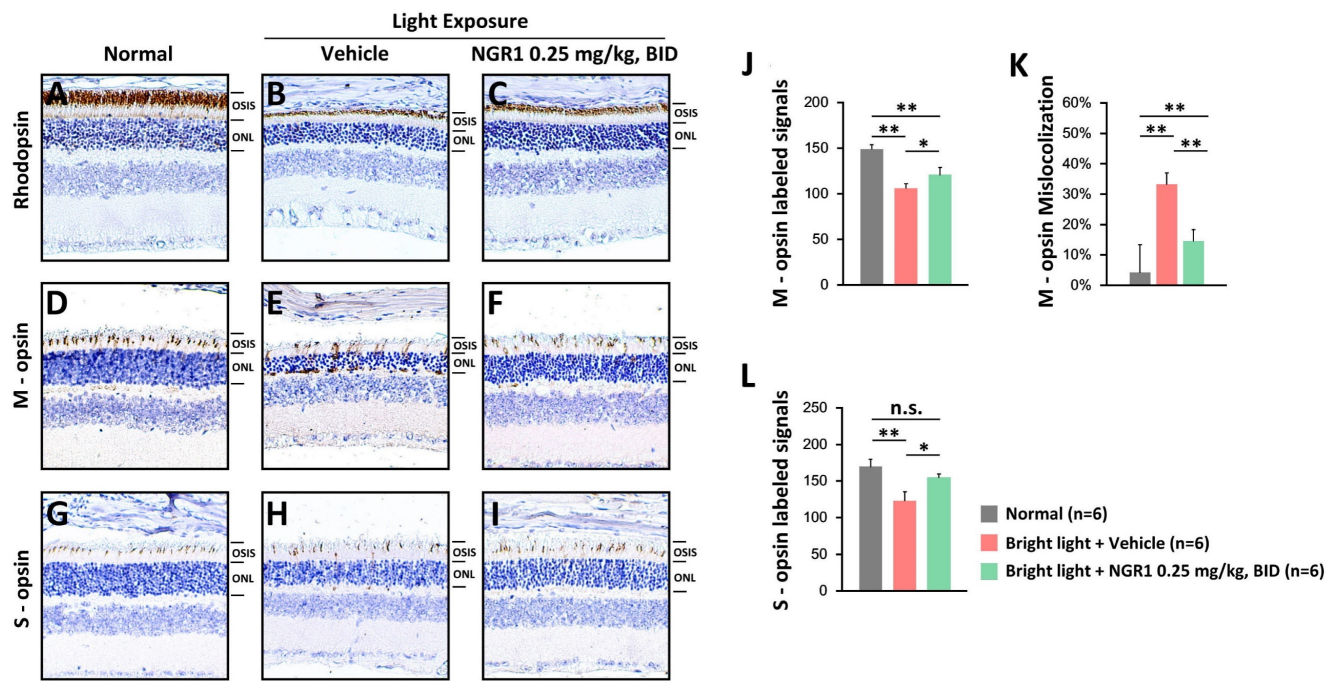 Light Exposure
Normal
Vehicle
NGR1 0.25 mg/kg, BID
Rhodopsin
A
OSIS
ONL
B
OSIS
ONL
C
OSIS
ONL
M - opsin
D
OSIS
ONL
E
OSIS
ONL
F
OSIS
ONL
S - opsin
G
OSIS
ONL
H
OSIS
ONL
I
OSIS
ONL
J
M - opsin labeled signals
200
150
100
50
0
**
**
*
K
M - opsin Mislocolization
60%
50%
40%
30%
20%
10%
0%
**
**
**
L
S - opsin labeled signals
250
200
150
100
50
0
n.s.
**
*
Normal (n=6)
Bright light + Vehicle (n=6)
Bright light + NGR1 0.25 mg/kg, BID (n=6)